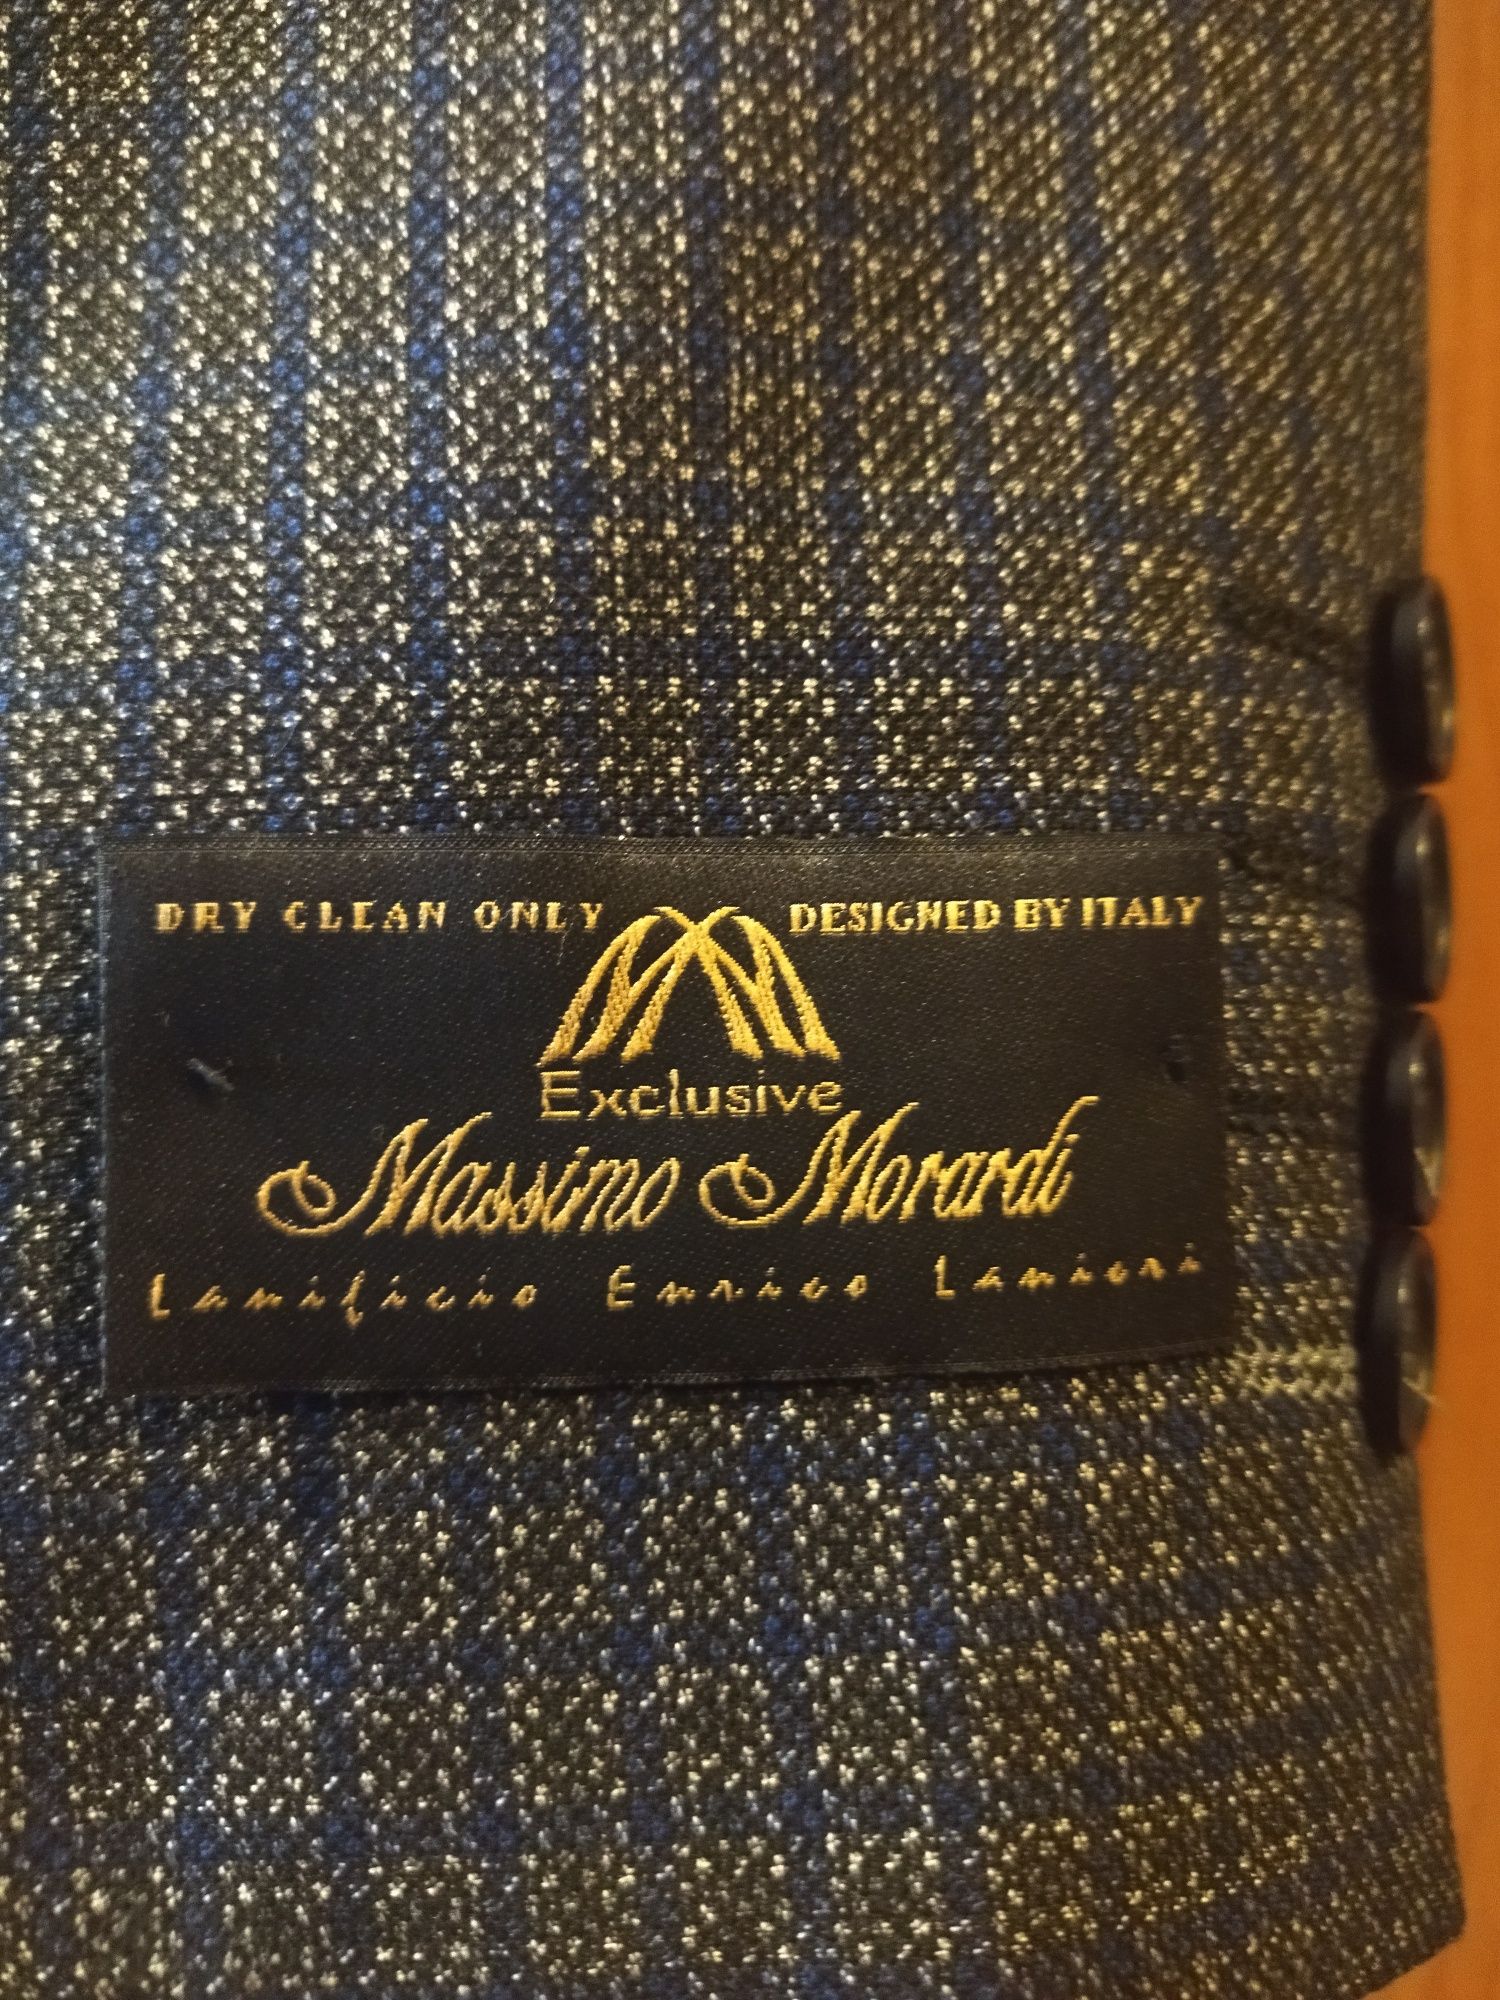 DRY CLEAN ONLY DESIGNED BY ITALY
Exclusive
Massimo Morardi
Lanificio Enrico Lanieri